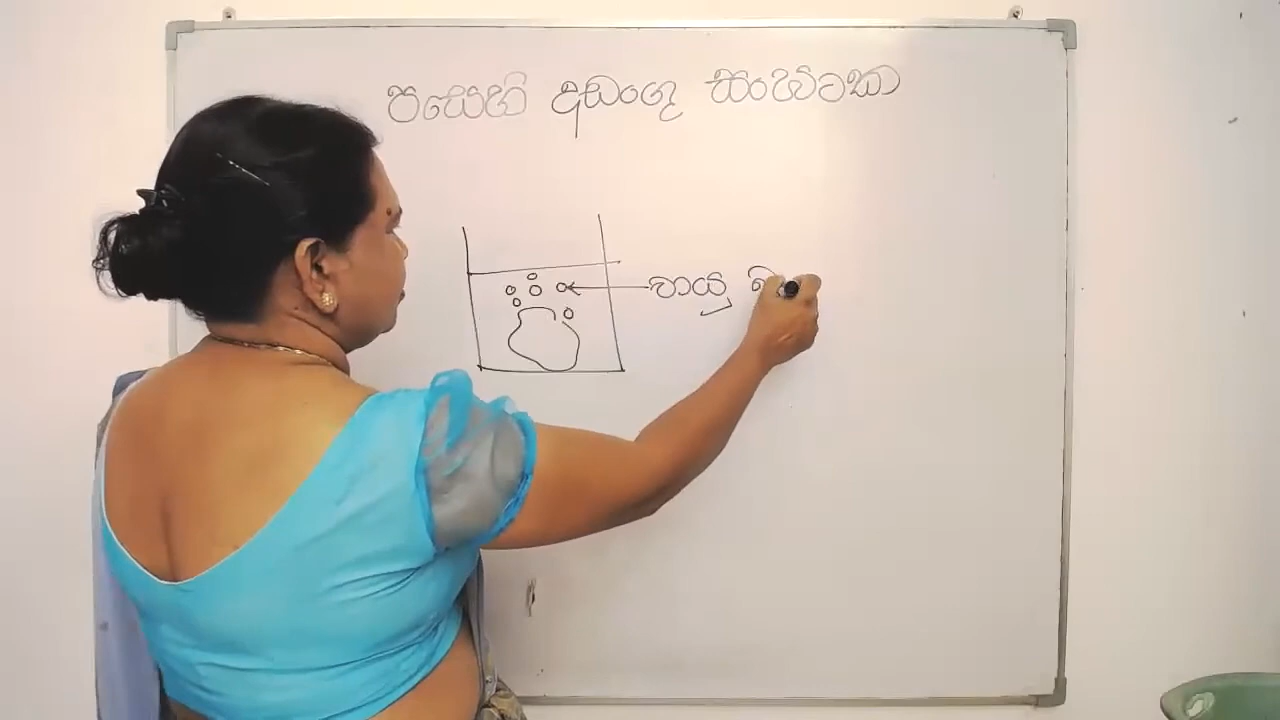 පසෙහි අඩංගු සංඝටක
වායු